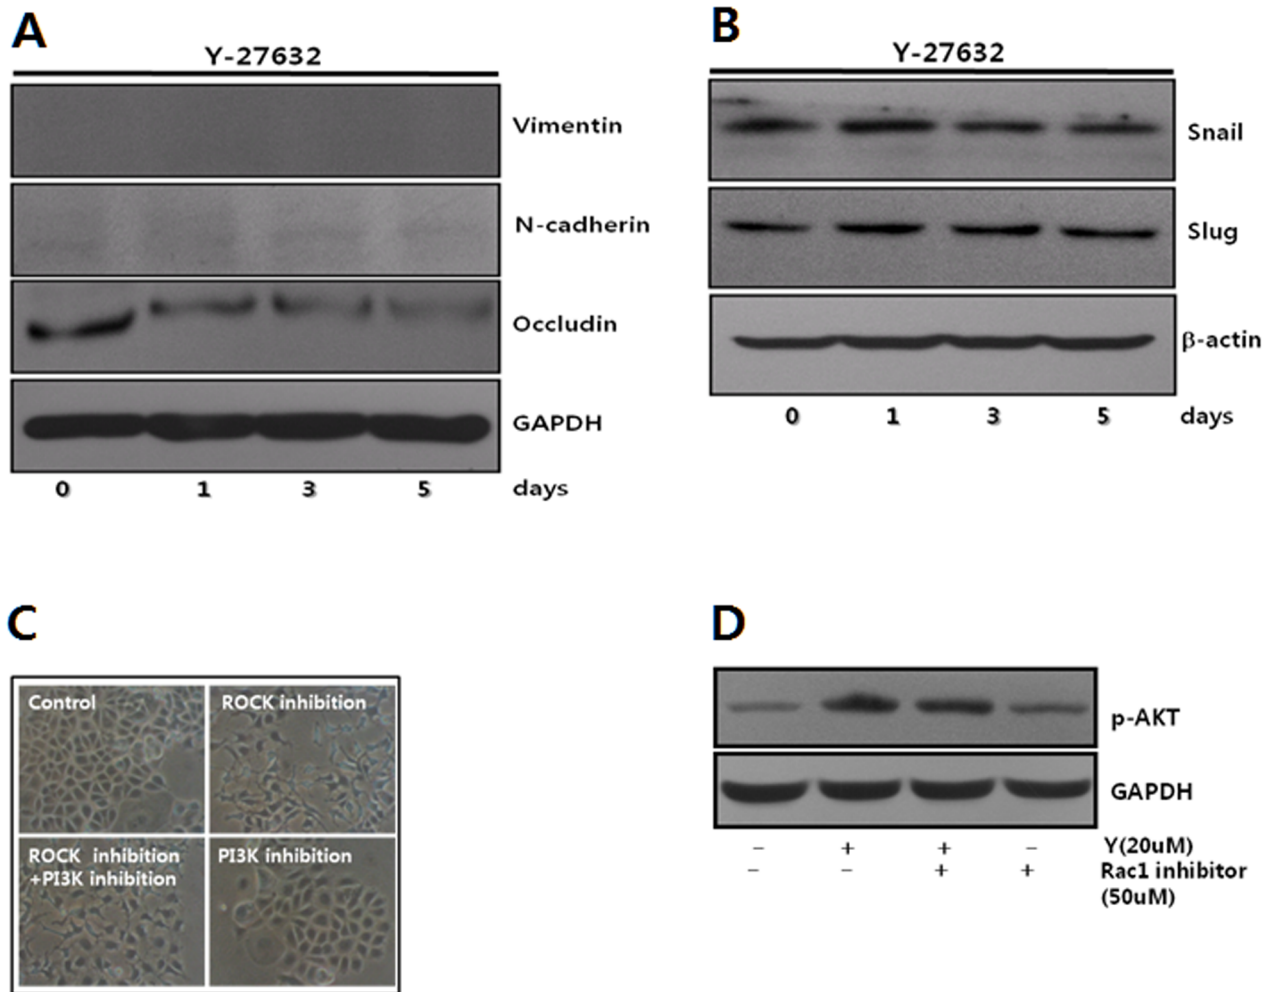 A
Y-27632
Vimentin
N-cadherin
Occludin
GAPDH
0 1 3 5 days
B
Y-27632
Snail
Slug
β-actin
0 1 3 5 days
C
Control
ROCK inhibition
ROCK inhibition
+PI3K inhibition
PI3K inhibition
D
p-AKT
GAPDH
− + + − Y(20uM)
− − + + Rac1 inhibitor
(50uM)